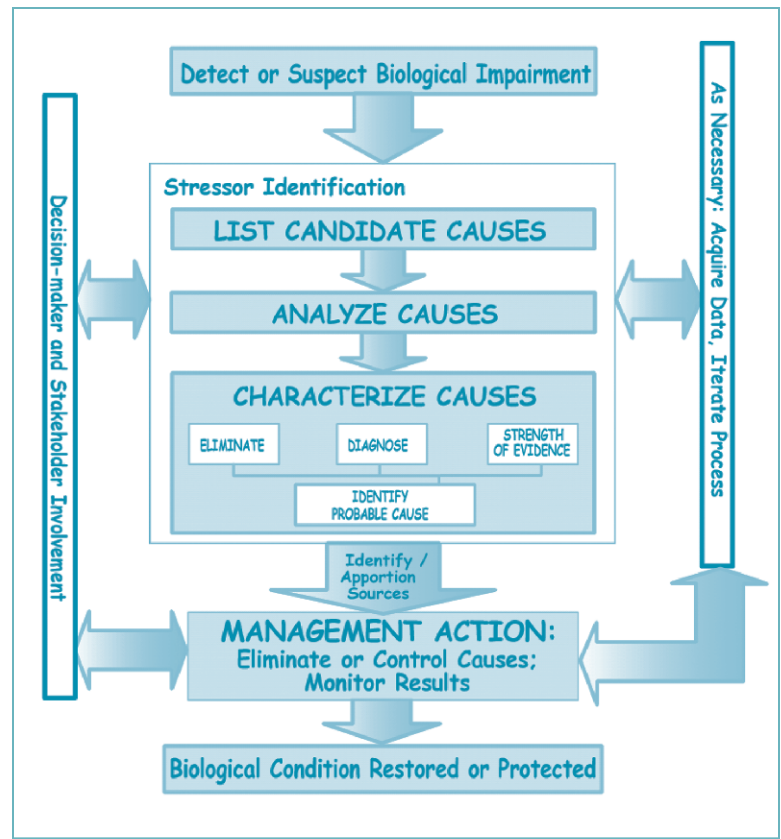 Detect or Suspect Biological Impairment
Stressor Identification
LIST CANDIDATE CAUSES
ANALYZE CAUSES
CHARACTERIZE CAUSES
ELIMINATE
DIAGNOSE
STRENGTH
OF EVIDENCE
IDENTIFY
PROBABLE CAUSE
Identify /
Apportion
Sources
MANAGEMENT ACTION:
Eliminate or Control Causes;
Monitor Results
Biological Condition Restored or Protected
Decision-maker and Stakeholder Involvement
As Necessary: Acquire Data, Iterate Process